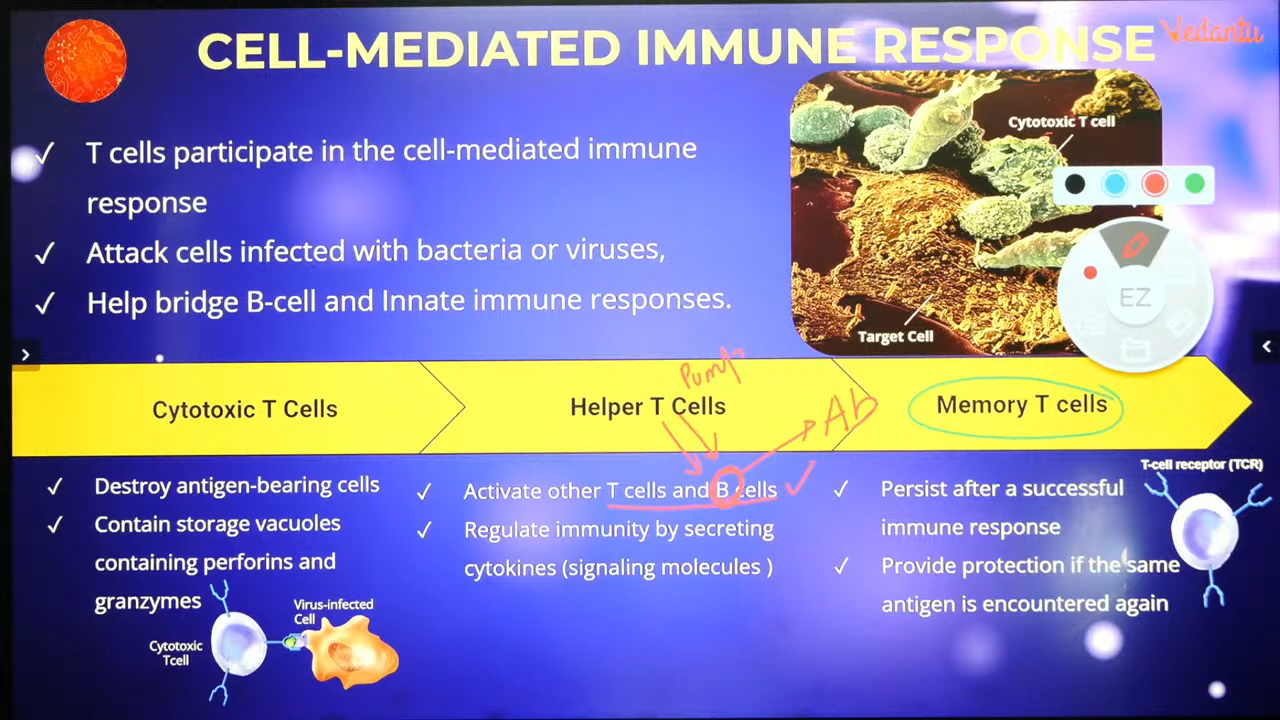 CELL-MEDIATED IMMUNE RESPONSE
Vedantu
T cells participate in the cell-mediated immune
response
Attack cells infected with bacteria or viruses,
Help bridge B-cell and Innate immune responses.
Cytotoxic T cell
Target Cell
EZ
Pump
Cytotoxic T Cells
Helper T Cells
Ab
Memory T cells
Destroy antigen-bearing cells
Contain storage vacuoles
containing perforins and
granzymes
Virus-infected
Cell
Cytotoxic
Tcell
Activate other T cells and B cells
Regulate immunity by secreting
cytokines (signaling molecules )
T-cell receptor (TCR)
Persist after a successful
immune response
Provide protection if the same
antigen is encountered again